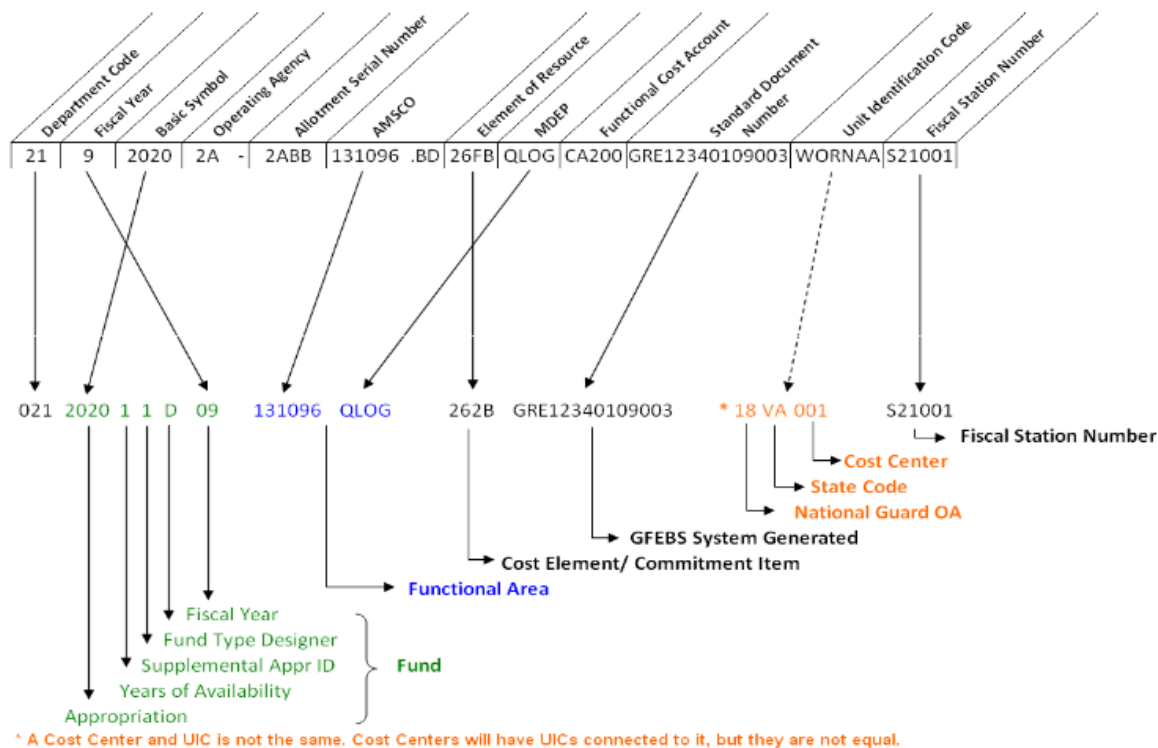 Department Code
Fiscal Year
Basic Symbol
Operating Agency
Allotment Serial Number
AMSCO
Element of Resource
MDEP
Functional Cost Account
Standard Document
Number
Unit Identification Code
Fiscal Station Number
21 9 2020 2A - 2ABB 131096 .BD 26FB QLOG CA200 GRE12340109003 WORNAA S21001
021 2020 1 1 D 09 131096 QLOG 262B GRE12340109003 * 18 VA 001 S21001
Fiscal Station Number
Cost Center
State Code
National Guard OA
GFEBS System Generated
Cost Element/ Commitment Item
Functional Area
Fiscal Year
Fund Type Designer
Supplemental Appr ID
Fund
Years of Availability
Appropriation
* A Cost Center and UIC is not the same. Cost Centers will have UICs connected to it, but they are not equal.